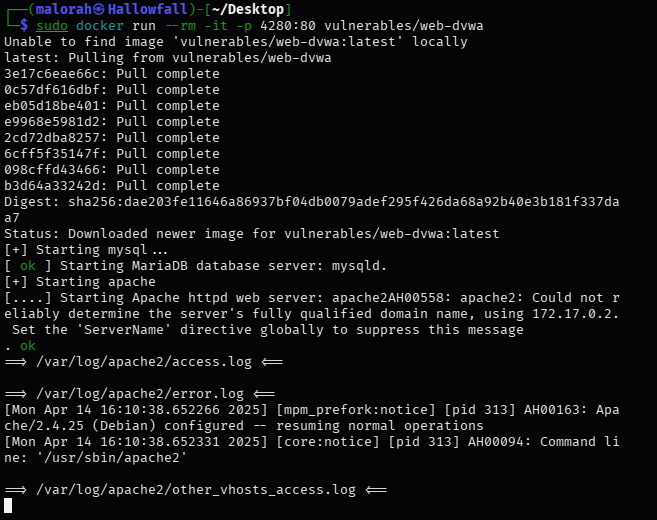 ┌──(malorah㉿Hallowfall)-[~/Desktop]
└─$ sudo docker run --rm -it -p 4280:80 vulnerables/web-dvwa
Unable to find image 'vulnerables/web-dvwa:latest' locally
latest: Pulling from vulnerables/web-dvwa
3e17c6eae66c: Pull complete
0c57df616dbf: Pull complete
eb05d18be401: Pull complete
e9968e5981d2: Pull complete
2cd72dba8257: Pull complete
6cff5f35147f: Pull complete
098cffd43466: Pull complete
b3d64a33242d: Pull complete
Digest: sha256:dae203fe11646a86937bf04db0079adef295f426da68a92b40e3b181f337da
a7
Status: Downloaded newer image for vulnerables/web-dvwa:latest
[+] Starting mysql...
[ ok ] Starting MariaDB database server: mysqld.
[+] Starting apache
[....] Starting Apache httpd web server: apache2AH00558: apache2: Could not r
eliably determine the server's fully qualified domain name, using 172.17.0.2.
 Set the 'ServerName' directive globally to suppress this message
. ok
==> /var/log/apache2/access.log <==
==> /var/log/apache2/error.log <==
[Mon Apr 14 16:10:38.652266 2025] [mpm_prefork:notice] [pid 313] AH00163: Apa
che/2.4.25 (Debian) configured -- resuming normal operations
[Mon Apr 14 16:10:38.652331 2025] [core:notice] [pid 313] AH00094: Command li
ne: '/usr/sbin/apache2'
==> /var/log/apache2/other_vhosts_access.log <==